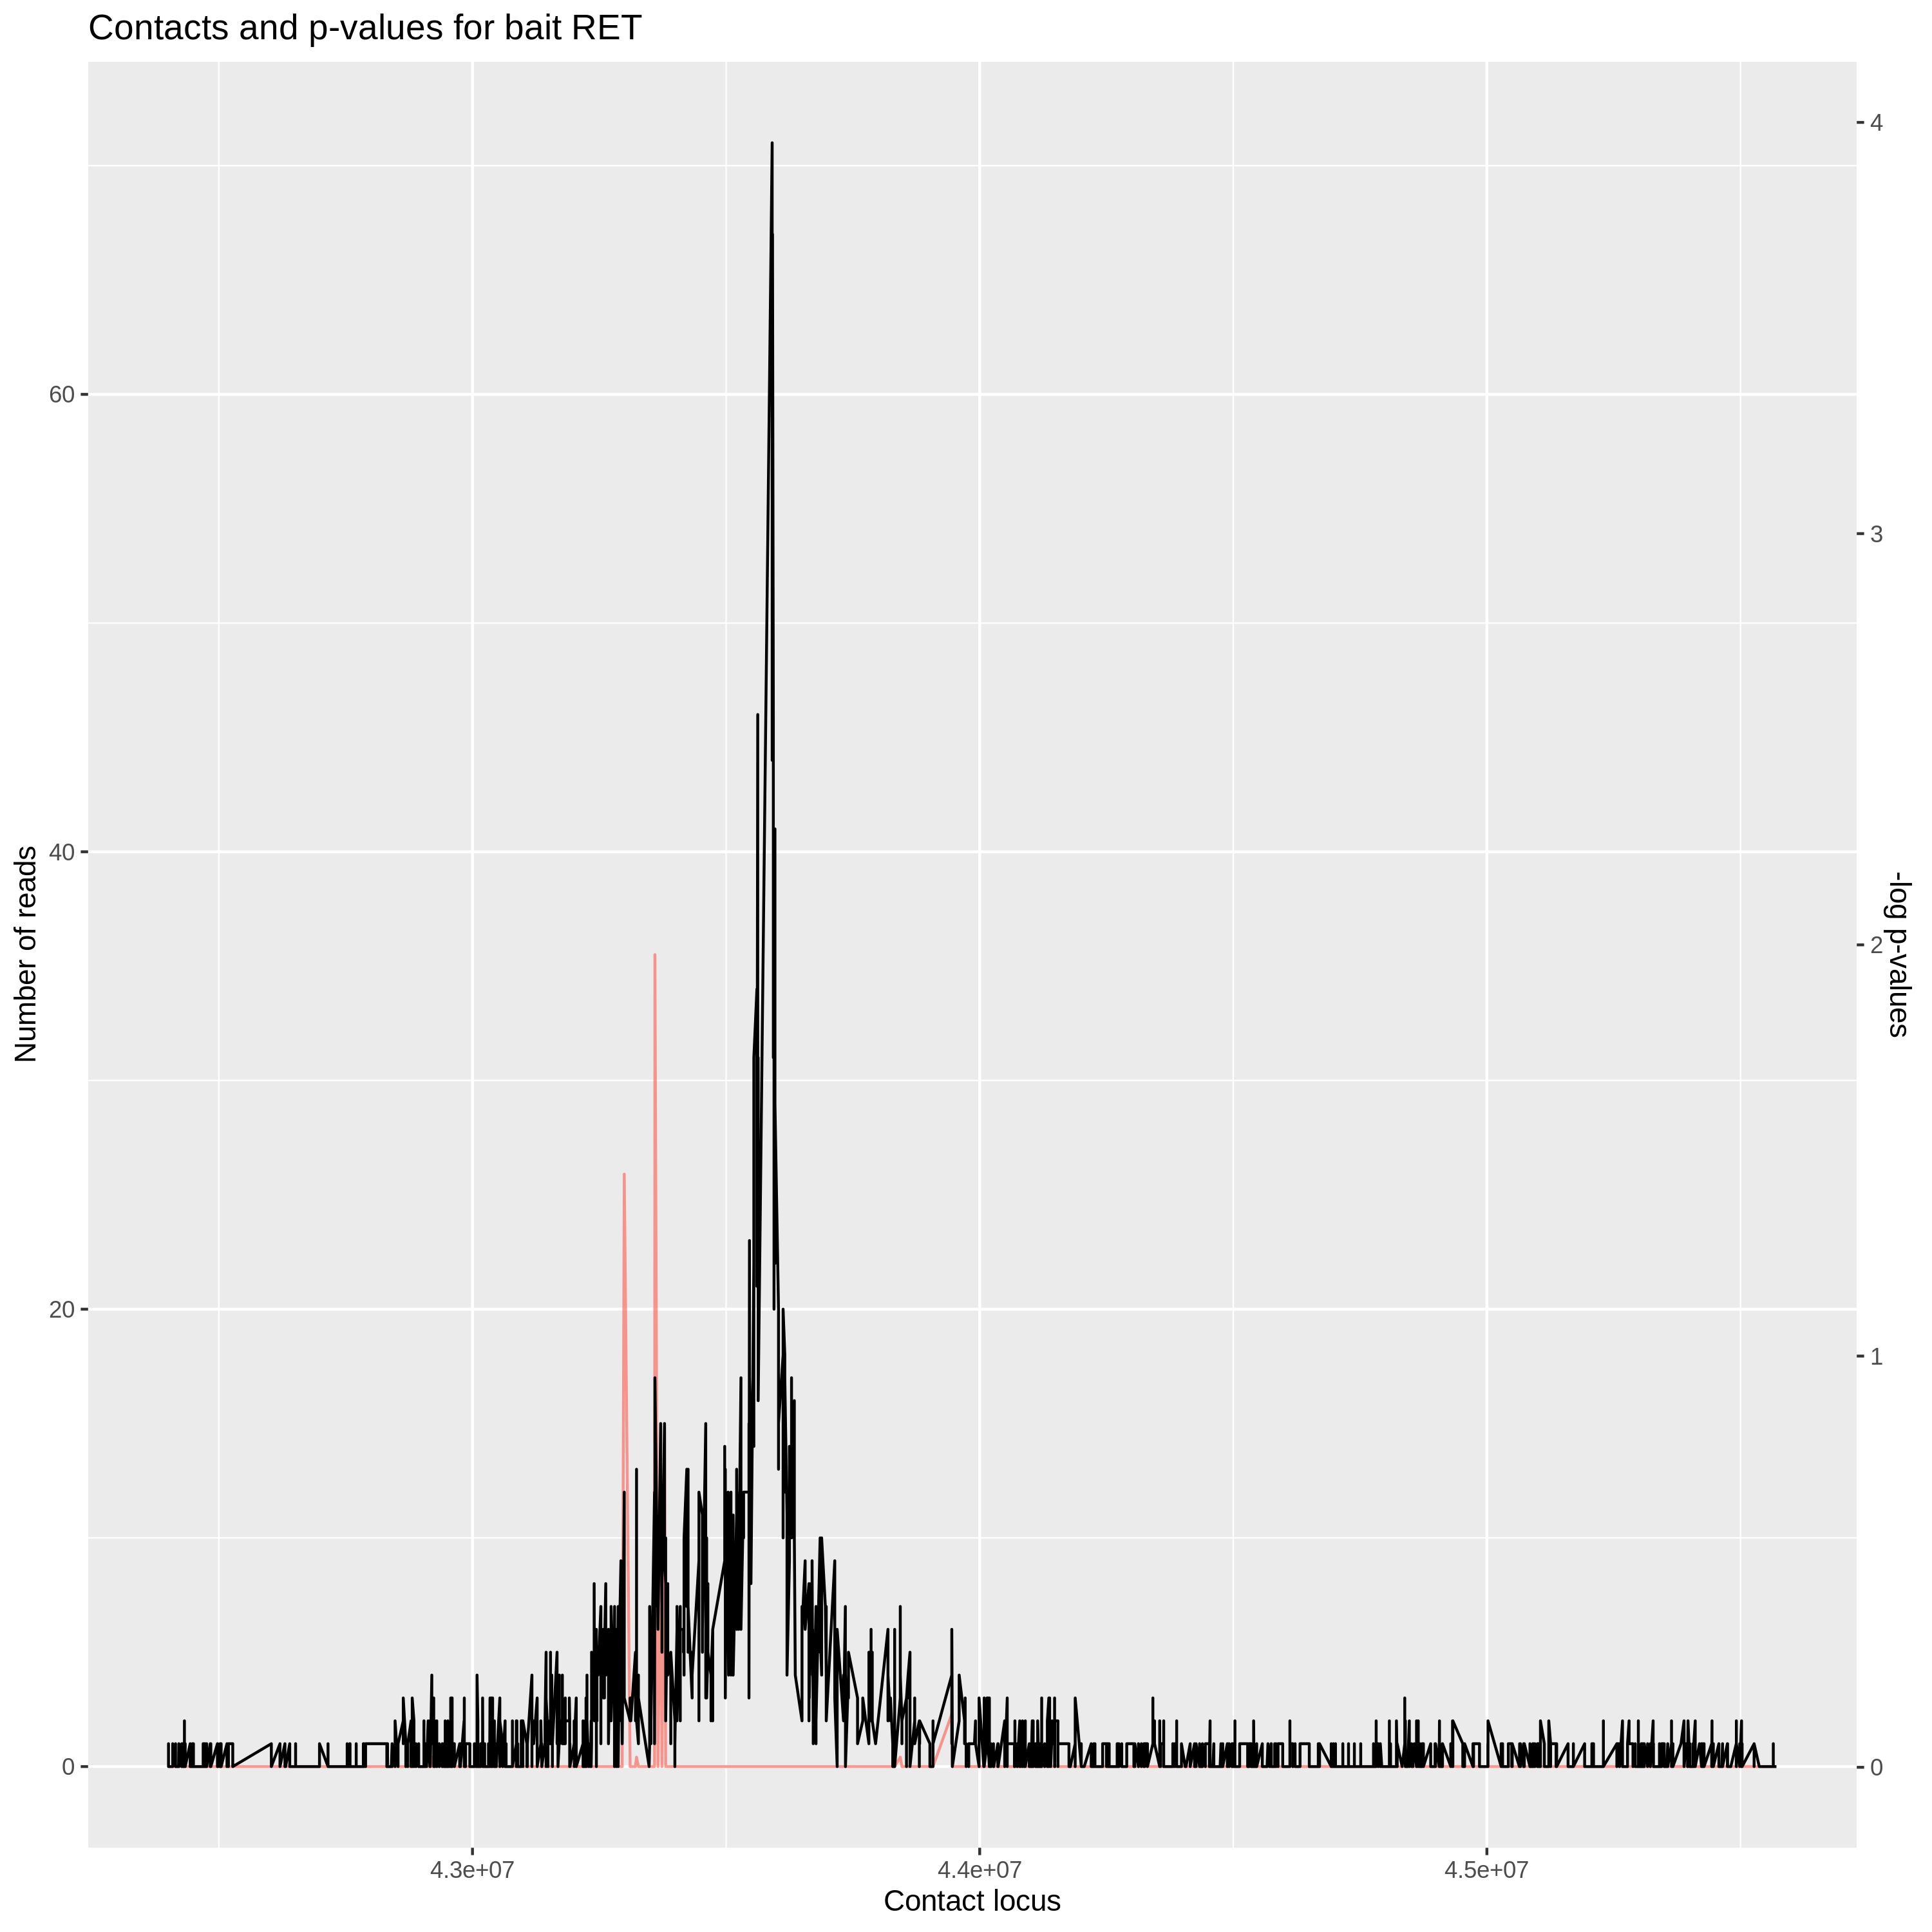 Contacts and p-values for bait RET
Number of reads
60
40
20
0
4
3
2
1
0
-log p-values
4.3e+07
4.4e+07
4.5e+07
Contact locus